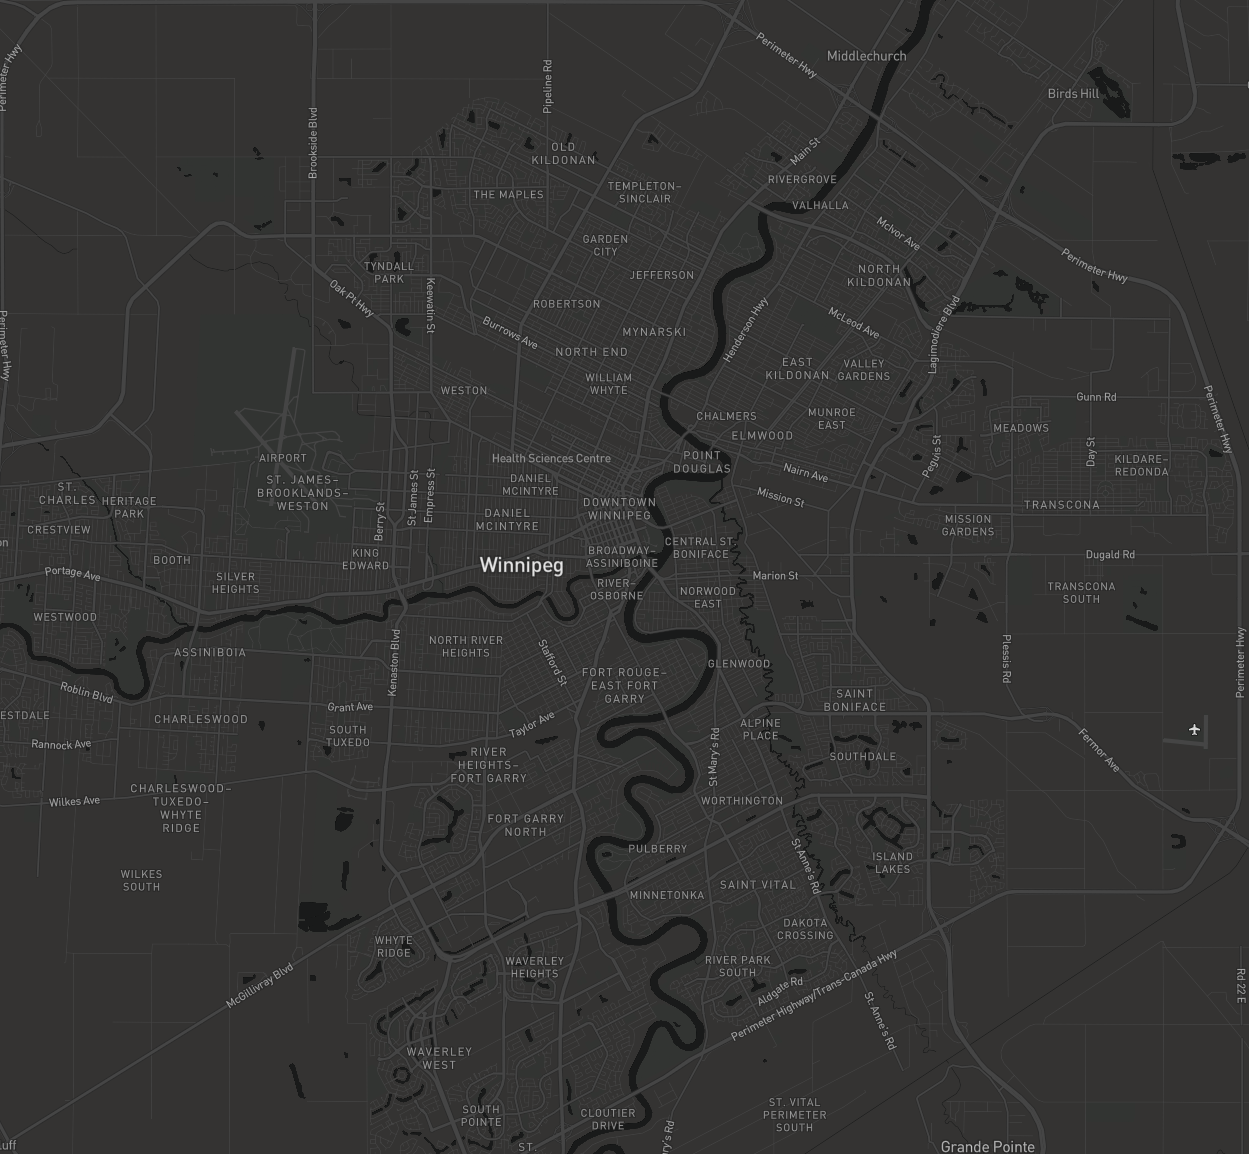 Middlechurch
Perimeter Hwy
Perimeter Hwy
Birds Hill
Pipeline Rd
Brookside Blvd
OLD
KILDONAN
Main St
RIVERGROVE
THE MAPLES
TEMPLETON–
SINCLAIR
VALHALLA
McIvor Ave
GARDEN
CITY
Perimeter Hwy
TYNDALL
PARK
JEFFERSON
NORTH
KILDONAN
Oak Pt Hwy
Keewatin St
ROBERTSON
Burrows Ave
MYNARSKI
Henderson Hwy
McLeod Ave
Lagimodiere Blvd
Perimeter Hwy
NORTH END
WILLIAM
WHYTE
WESTON
EAST
KILDONAN
VALLEY
GARDENS
Gunn Rd
Perimeter Hwy
CHALMERS
MUNROE
EAST
ELMWOOD
MEADOWS
AIRPORT
Health Sciences Centre
POINT
DOUGLAS
Nairn Ave
Peguis St
Day St
KILDARE–
REDONDA
ST.
CHARLES
HERITAGE
PARK
ST. JAMES–
BROOKLANDS–
WESTON
St James St
Empress St
Berry St
DANIEL
MCINTYRE
DOWNTOWN
WINNIPEG
Mission St
TRANSCONA
CRESTVIEW
DANIEL
MCINTYRE
MISSION
GARDENS
on
BOOTH
KING
EDWARD
Winnipeg
BROADWAY–
ASSINIBOINE
CENTRAL ST.
BONIFACE
Dugald Rd
Portage Ave
SILVER
HEIGHTS
RIVER–
OSBORNE
NORWOOD
EAST
Marion St
TRANSCONA
SOUTH
WESTWOOD
ASSINIBOIA
Kenaston Blvd
NORTH RIVER
HEIGHTS
Stafford St
FORT ROUGE–
EAST FORT
GARRY
GLENWOOD
Plessis Rd
Perimeter Hwy
Roblin Blvd
Grant Ave
SAINT
BONIFACE
ESTDALE
CHARLESWOOD
SOUTH
TUXEDO
Taylor Ave
ALPINE
PLACE
Rannock Ave
RIVER
HEIGHTS–
FORT GARRY
St Mary's Rd
SOUTHDALE
Fermor Ave
CHARLESWOOD–
TUXEDO–
WHYTE
RIDGE
Wilkes Ave
WORTHINGTON
FORT GARRY
NORTH
PULBERRY
St Anne's Rd
ISLAND
LAKES
WILKES
SOUTH
MINNETONKA
SAINT VITAL
DAKOTA
CROSSING
WHYTE
RIDGE
WAVERLEY
HEIGHTS
RIVER PARK
SOUTH
McGillivray Blvd
Aldgate Rd
Perimeter Highway/Trans-Canada Hwy
Rd 22 E
St. Anne's Rd
WAVERLEY
WEST
SOUTH
POINTE
CLOUTIER
DRIVE
ST. VITAL
PERIMETER
SOUTH
luff
ST.
ry's Rd
Grande Pointe